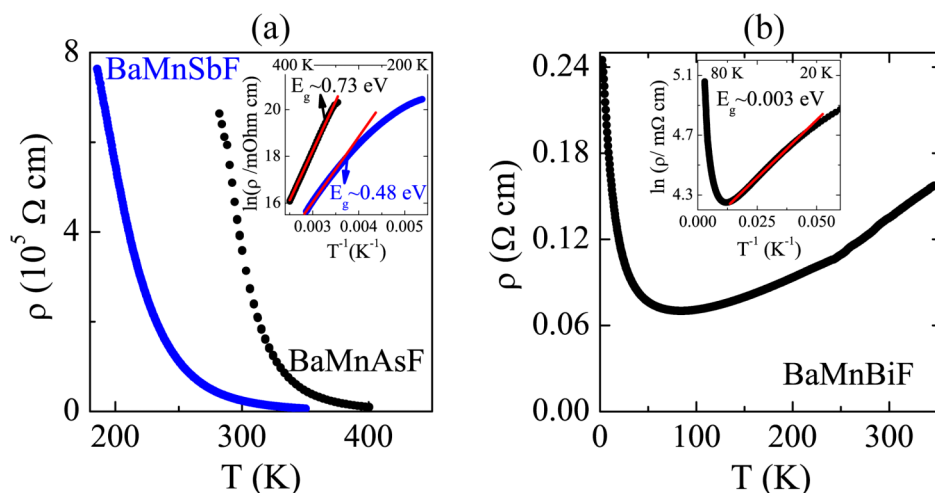 (a)
(b)
BaMnSbF
400 K 200 K
E_g~0.73 eV
E_g~0.48 eV
ln(ρ /mOhm cm)
20
18
16
0.003 0.004 0.005
T⁻¹ (K⁻¹)
BaMnAsF
ρ (10⁵ Ω cm)
8
4
0
200 300 400
T (K)
80 K 20 K
E_g~0.003 eV
ln (ρ/ mΩ cm)
5.1
4.7
4.3
0.000 0.025 0.050
T⁻¹(K⁻¹)
BaMnBiF
ρ (Ω cm)
0.24
0.18
0.12
0.06
0.00
0 100 200 300
T (K)